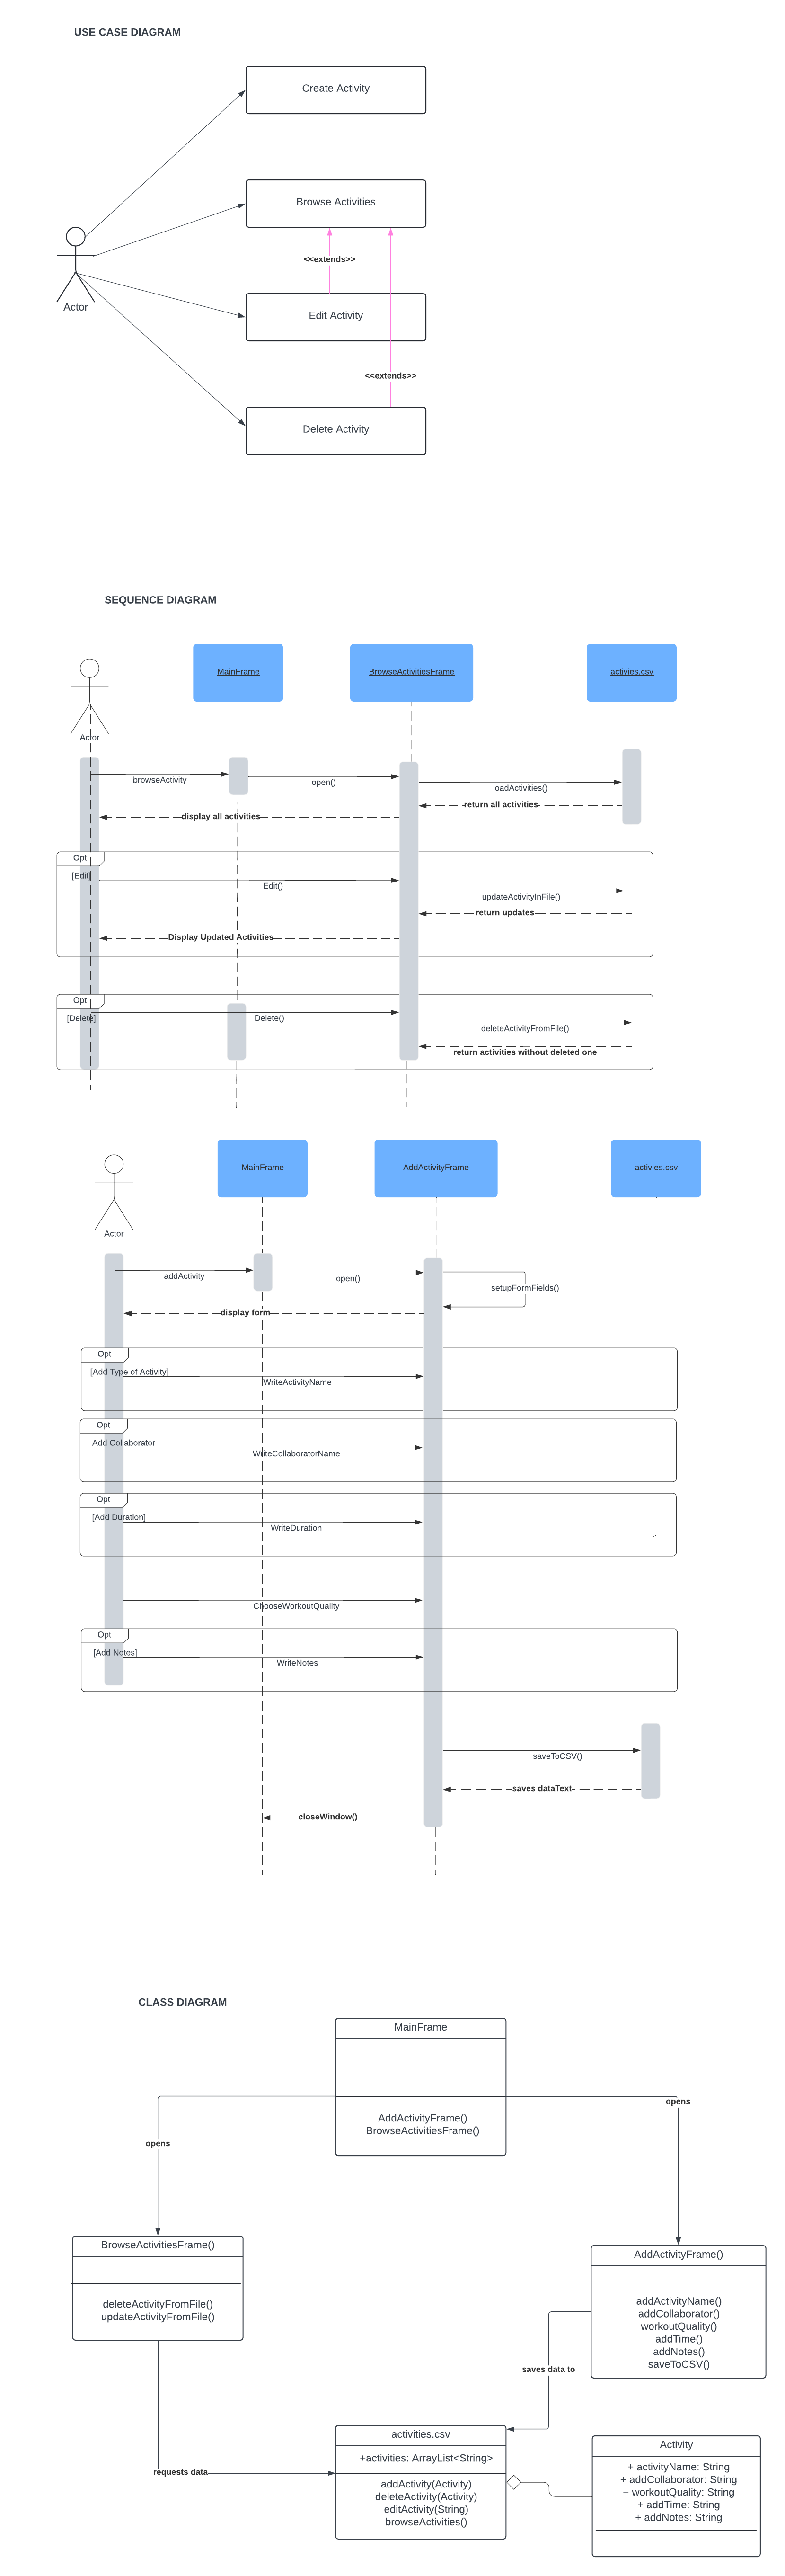 USE CASE DIAGRAM
Create Activity
Browse Activities
<<extends>>
Actor
Edit Activity
<<extends>>
Delete Activity
SEQUENCE DIAGRAM
MainFrame
BrowseActivitiesFrame
activies.csv
Actor
browseActivity
open()
loadActivities()
return all activities
display all activities
Opt
[Edit]
Edit()
updateActivityInFile()
return updates
Display Updated Activities
Opt
[Delete]
Delete()
deleteActivityFromFile()
return activities without deleted one
MainFrame
AddActivityFrame
activies.csv
Actor
addActivity
open()
setupFormFields()
display form
Opt
[Add Type of Activity]
WriteActivityName
Opt
Add Collaborator
WriteCollaboratorName
Opt
[Add Duration]
WriteDuration
ChooseWorkoutQuality
Opt
[Add Notes]
WriteNotes
saveToCSV()
saves dataText
closeWindow()
CLASS DIAGRAM
MainFrame
AddActivityFrame()
BrowseActivitiesFrame()
opens
opens
BrowseActivitiesFrame()
deleteActivityFromFile()
updateActivityFromFile()
AddActivityFrame()
addActivityName()
addCollaborator()
workoutQuality()
addTime()
addNotes()
saveToCSV()
saves data to
requests data
activities.csv
+activities: ArrayList<String>
addActivity(Activity)
deleteActivity(Activity)
editActivity(String)
browseActivities()
Activity
+ activityName: String
+ addCollaborator: String
+ workoutQuality: String
+ addTime: String
+ addNotes: String